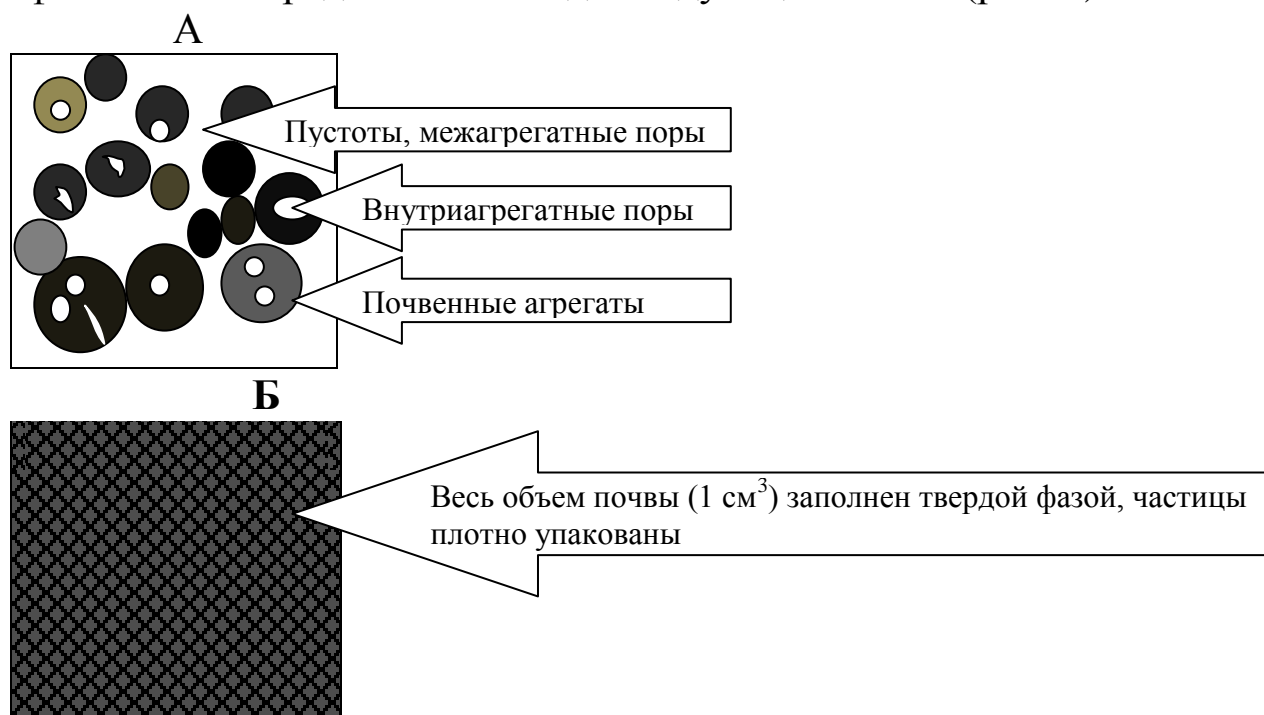 А
Пустоты, межагрегатные поры
Внутриагрегатные поры
Почвенные агрегаты
Б
Весь объем почвы (1 см³) заполнен твердой фазой, частицы
плотно упакованы